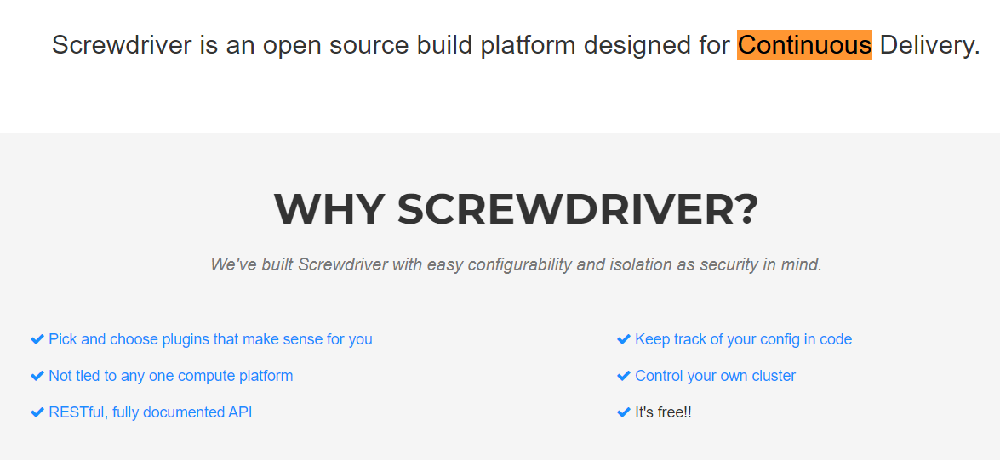 Screwdriver is an open source build platform designed for Continuous Delivery.
WHY SCREWDRIVER?
We've built Screwdriver with easy configurability and isolation as security in mind.
Pick and choose plugins that make sense for you
Not tied to any one compute platform
RESTful, fully documented API
Keep track of your config in code
Control your own cluster
It's free!!